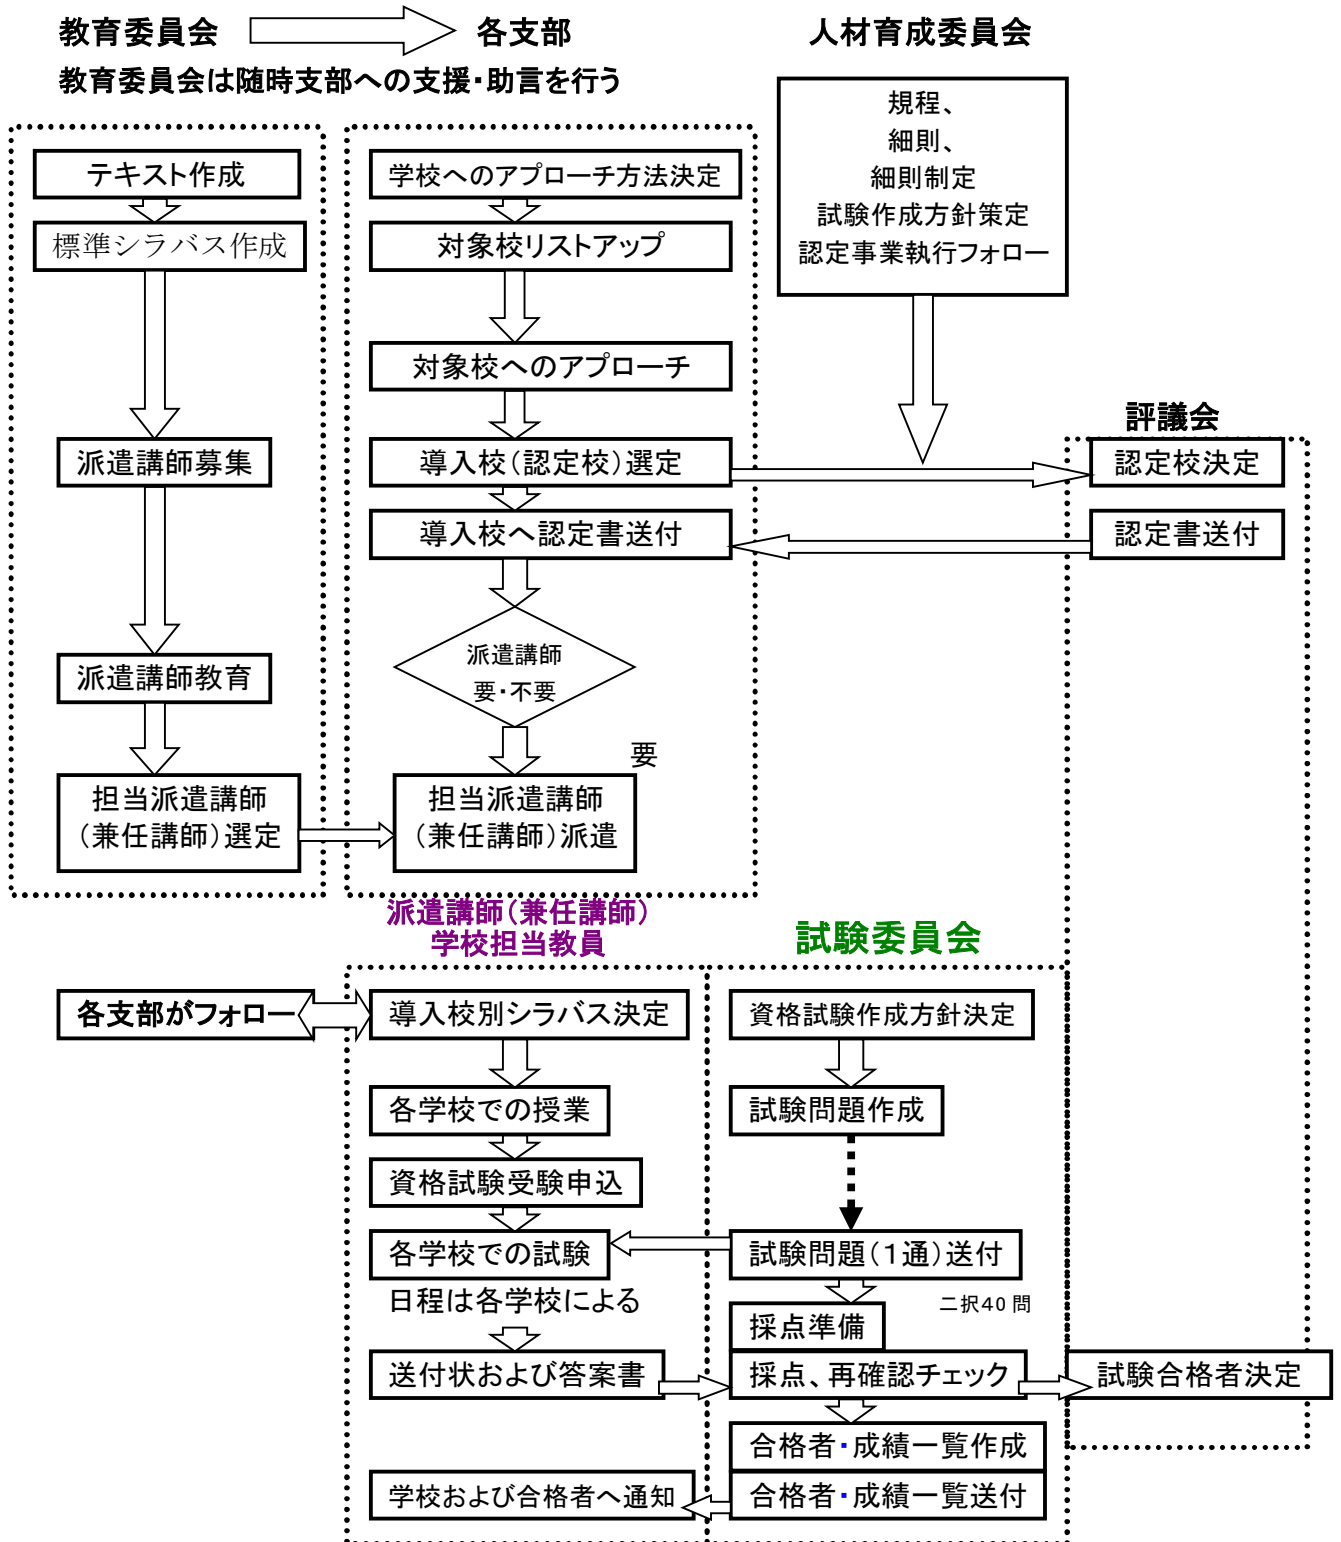 教育委員会
各支部
人材育成委員会
教育委員会は随時支部への支援・助言を行う
規程、
細則、
細則制定
試験作成方針策定
認定事業執行フォロー
テキスト作成
標準シラバス作成
派遣講師募集
派遣講師教育
担当派遣講師
（兼任講師）選定
学校へのアプローチ方法決定
対象校リストアップ
対象校へのアプローチ
導入校（認定校）選定
導入校へ認定書送付
派遣講師
要・不要
要
担当派遣講師
（兼任講師）派遣
評議会
認定校決定
認定書送付
派遣講師（兼任講師）
学校担当教員
試験委員会
各支部がフォロー
導入校別シラバス決定
各学校での授業
資格試験受験申込
各学校での試験
日程は各学校による
送付状および答案書
学校および合格者へ通知
資格試験作成方針決定
試験問題作成
試験問題（１通）送付
二択４０問
採点準備
採点、再確認チェック
合格者・成績一覧作成
合格者・成績一覧送付
試験合格者決定